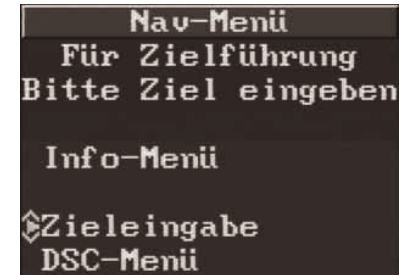 Nav-Menü
Für Zielführung
Bitte Ziel eingeben
Info-Menü
Zieleingabe
DSC-Menü